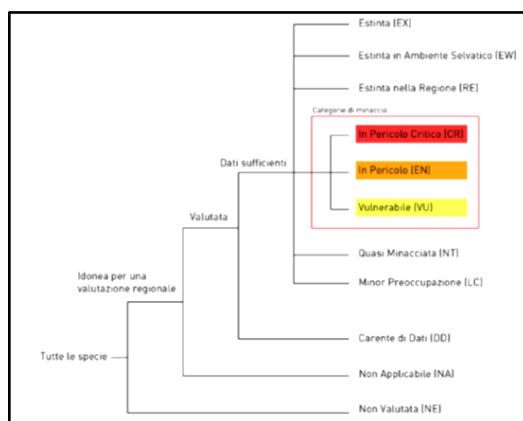 Estinta (EX)
Estinta in Ambiente Selvatico (EW)
Estinta nella Regione (RE)
Categorie di minaccia
In Pericolo Critico (CR)
Dati sufficienti
In Pericolo (EN)
Vulnerabile (VU)
Valutata
Quasi Minacciata (NT)
Idonea per una
valutazione regionale
Minor Preoccupazione (LC)
Carente di Dati (DD)
Tutte le specie
Non Applicabile (NA)
Non Valutata (NE)